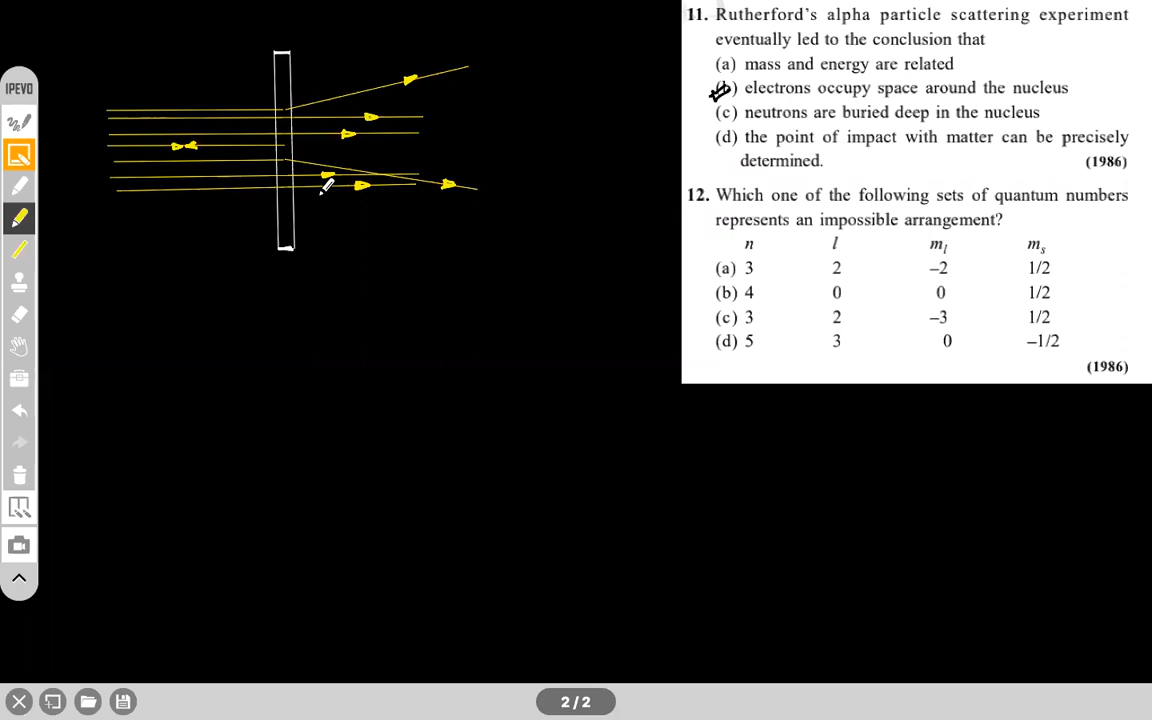 IPEVO
11. Rutherford's alpha particle scattering experiment
eventually led to the conclusion that
(a) mass and energy are related
(b) electrons occupy space around the nucleus
(c) neutrons are buried deep in the nucleus
(d) the point of impact with matter can be precisely
determined. (1986)
12. Which one of the following sets of quantum numbers
represents an impossible arrangement?
n l mₗ mₛ
(a) 3 2 –2 1/2
(b) 4 0 0 1/2
(c) 3 2 –3 1/2
(d) 5 3 0 –1/2
(1986)
2 / 2